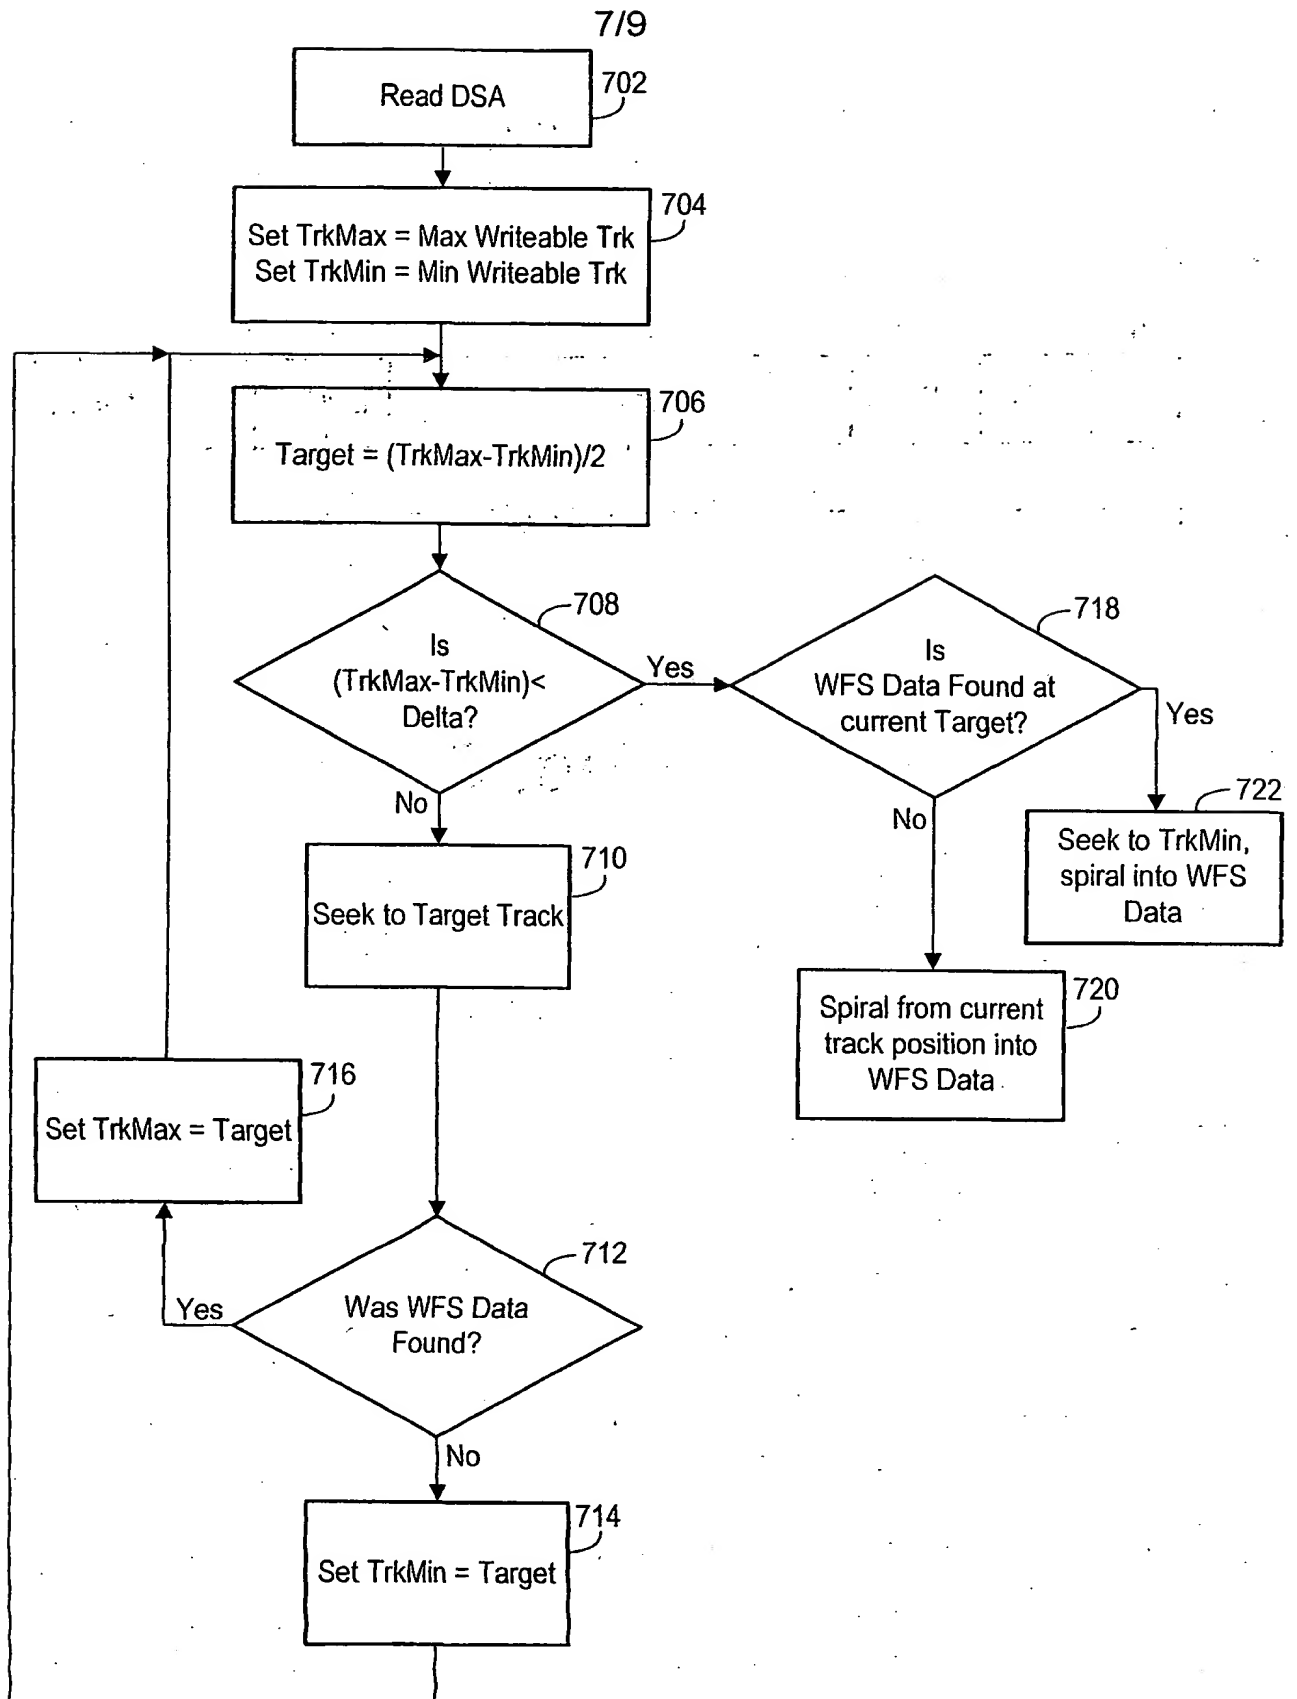 7/9
Read DSA
702
Set TrkMax = Max Writeable Trk
Set TrkMin = Min Writeable Trk
704
Target = (TrkMax-TrkMin)/2
706
Is
(TrkMax-TrkMin)<
Delta?
708
Yes
No
Is
WFS Data Found at
current Target?
718
Yes
No
Seek to TrkMin,
spiral into WFS
Data
722
Spiral from current
track position into
WFS Data
720
Seek to Target Track
710
Set TrkMax = Target
716
Was WFS Data
Found?
712
Yes
No
Set TrkMin = Target
714